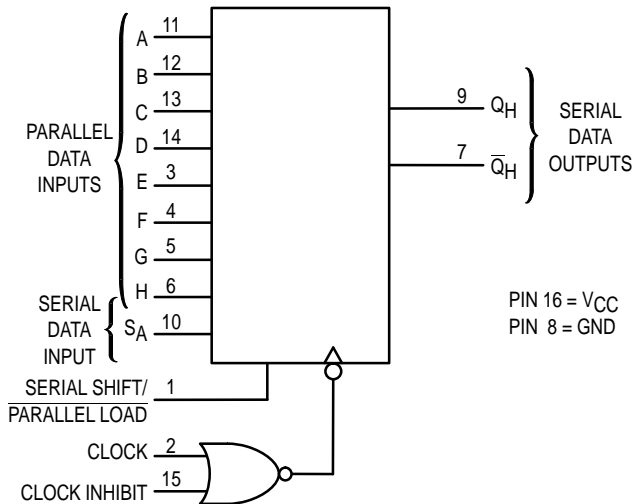 A 11
B 12
C 13
PARALLEL
DATA
INPUTS
D 14
E 3
F 4
G 5
H 6
SERIAL
DATA
INPUT
SA 10
SERIAL SHIFT/
PARALLEL LOAD
1
CLOCK 2
CLOCK INHIBIT 15
9 QH
7 Q̅H
SERIAL
DATA
OUTPUTS
PIN 16 = VCC
PIN 8 = GND